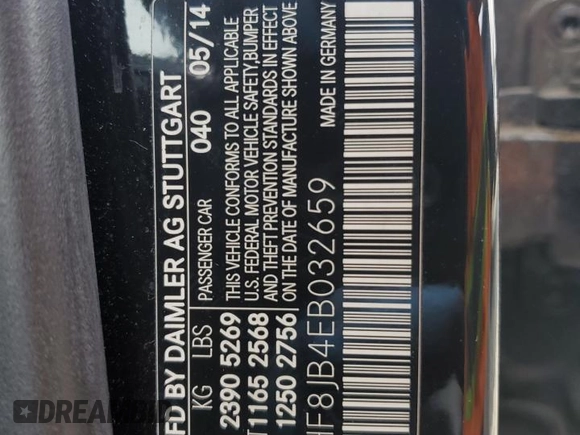 MFD BY DAIMLER AG STUTTGART
KG LBS PASSENGER CAR 040 05/14
2390 5269 THIS VEHICLE CONFORMS TO ALL APPLICABLE
U.S. FEDERAL MOTOR VEHICLE SAFETY, BUMPER
1165 2568 AND THEFT PREVENTION STANDARDS IN EFFECT
1250 2756 ON THE DATE OF MANUFACTURE SHOWN ABOVE
MADE IN GERMANY
HF8JB4EB032659
DREAMBID